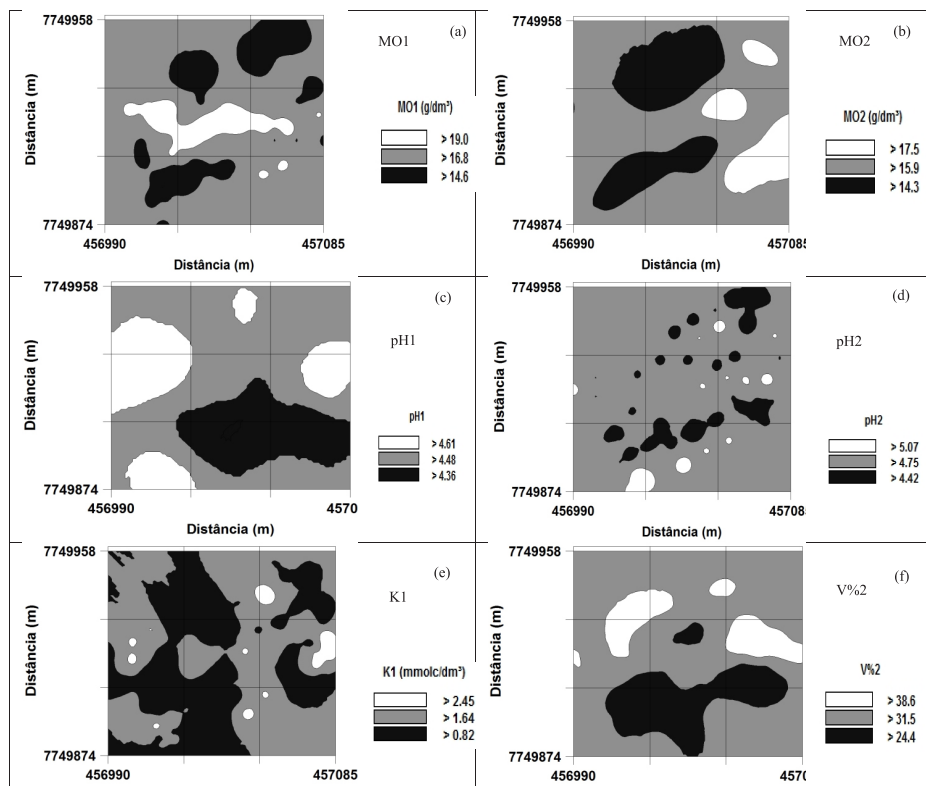 7749958
(a)
MO1
MO1 (g/dm³)
> 19.0
> 16.8
> 14.6
Distância (m)
7749874
456990
457085
Distância (m)
7749958
(b)
MO2
MO2 (g/dm³)
> 17.5
> 15.9
> 14.3
Distância (m)
7749874
456990
457085
Distância (m)
7749958
(c)
pH1
pH1
> 4.61
> 4.48
> 4.36
Distância (m)
7749874
456990
4570
Distância (m)
7749958
(d)
pH2
pH2
> 5.07
> 4.75
> 4.42
Distância (m)
7749874
456990
45708
Distância (m)
7749958
(e)
K1
K1 (mmolc/dm³)
> 2.45
> 1.64
> 0.82
Distância (m)
7749874
456990
457085
7749958
(f)
V%2
V%2
> 38.6
> 31.5
> 24.4
Distância (m)
7749874
456990
4570